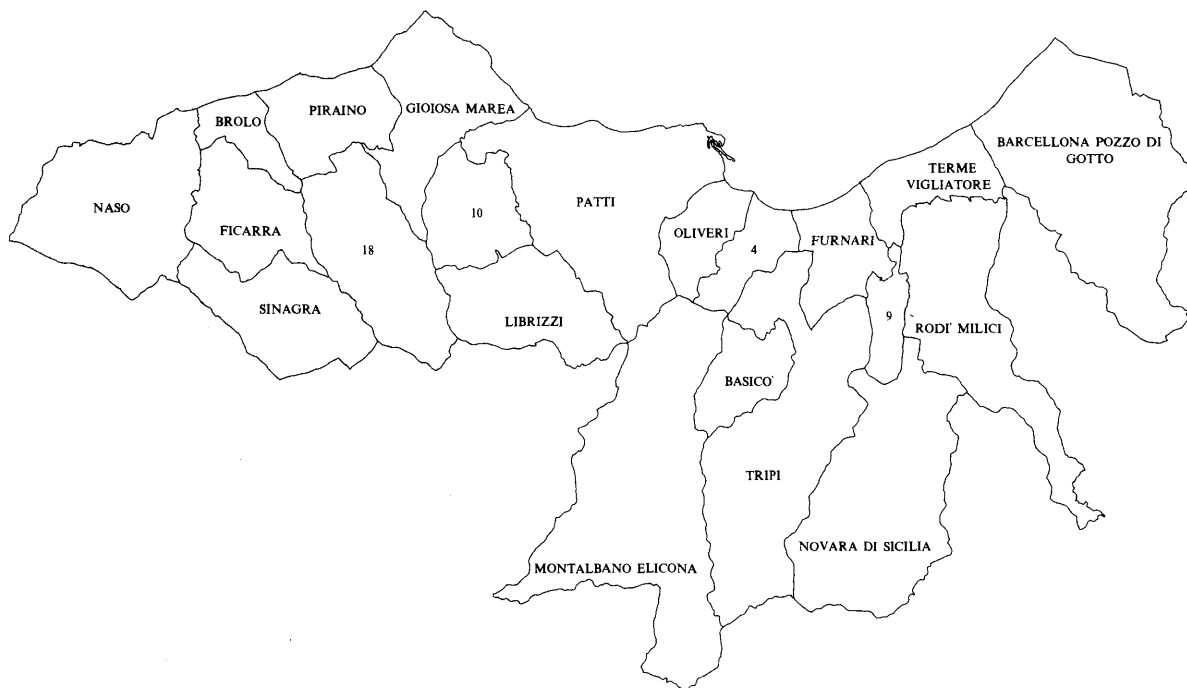 PIRAINO
BROLO
GIOIOSA MAREA
BARCELLONA POZZO DI
GOTTO
TERME
VIGLIATORE
NASO
FICARRA
10
PATTI
OLIVERI
4
FURNARI
18
SINAGRA
LIBRIZZI
9
RODI' MILICI
BASICO'
TRIPI
NOVARA DI SICILIA
MONTALBANO ELICONA